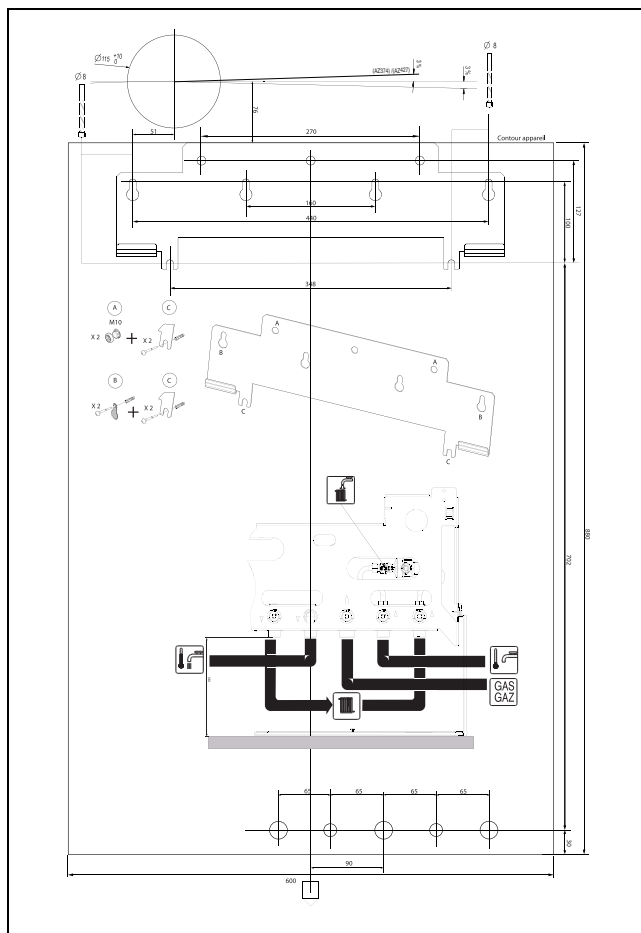 Ø115 +10 0
Ø 8
(AZ374) /(AZ427)
3 %
3 %
Ø 8
76
51
270
Contour appareil
160
440
100
127
348
A
C
M10
X 2
+
X 2
B
C
X 2
+
X 2
A
A
B
B
C
C
702
880
GAS
GAZ
65
65
65
65
90
30
600